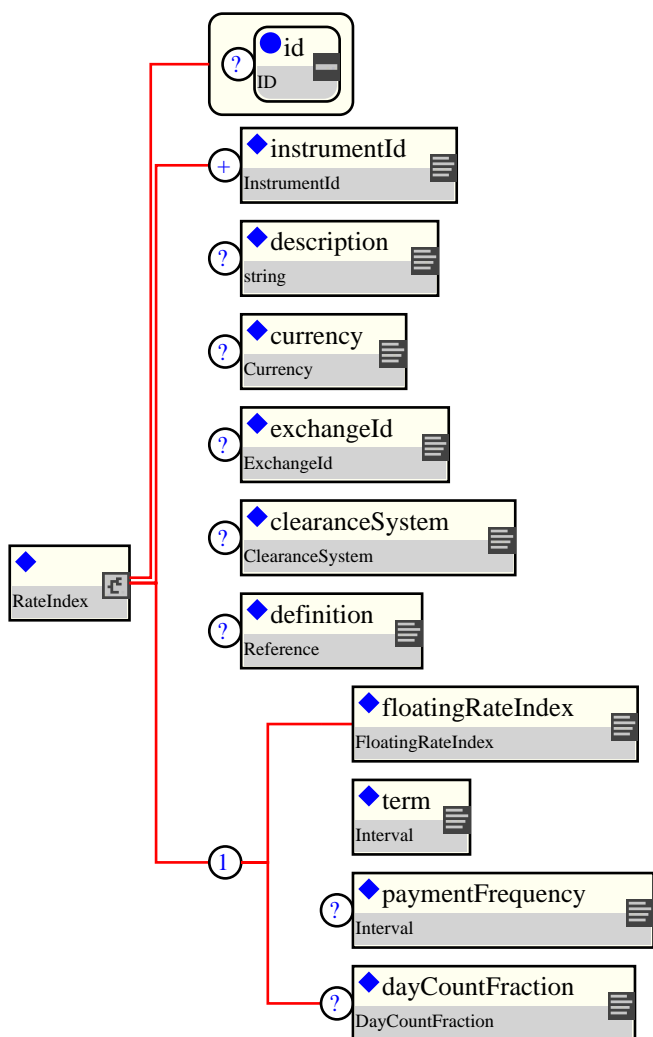 ?
id
ID
+
instrumentId
InstrumentId
?
description
string
?
currency
Currency
?
exchangeId
ExchangeId
?
clearanceSystem
ClearanceSystem
RateIndex
?
definition
Reference
floatingRateIndex
FloatingRateIndex
term
Interval
1
?
paymentFrequency
Interval
?
dayCountFraction
DayCountFraction